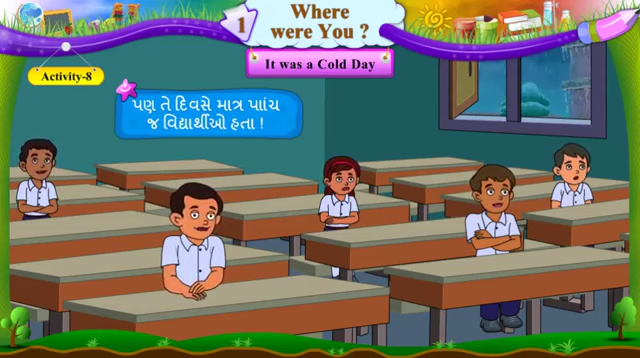 1
Where
were You ?
It was a Cold Day
Activity-8
પણ તે દિવસે માત્ર પાાંચ
જ વિદ્યાર્થીઓ હતા !